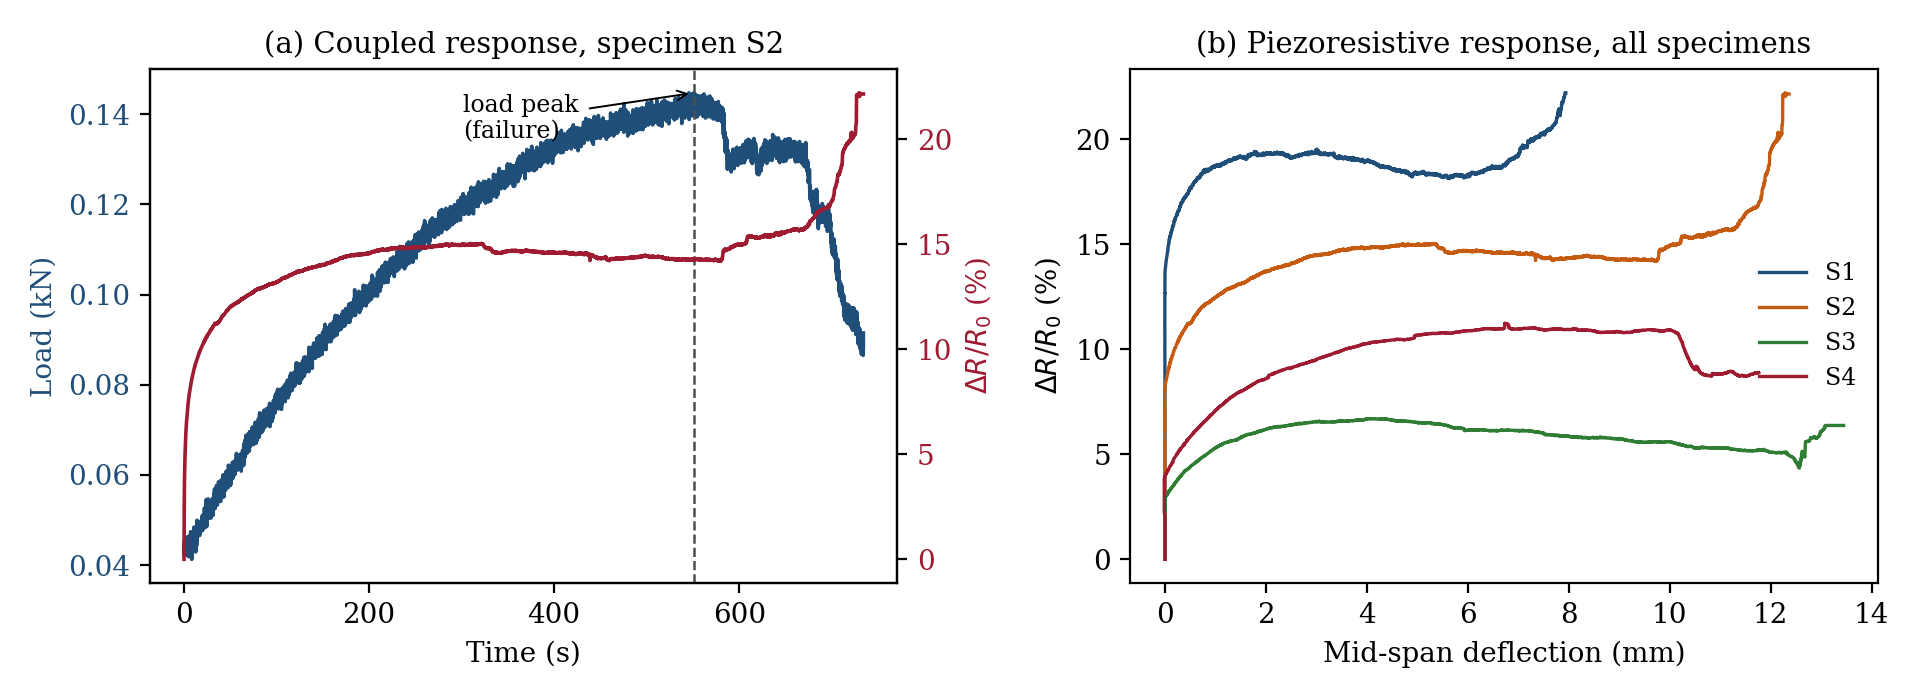 (a) Coupled response, specimen S2
load peak
(failure)
Load (kN)
0.14
0.12
0.10
0.08
0.06
0.04
0
200
400
600
Time (s)
20
15
10
5
0
ΔR/R₀ (%)
(b) Piezoresistive response, all specimens
ΔR/R₀ (%)
20
15
10
5
0
0
2
4
6
8
10
12
14
Mid-span deflection (mm)
S1
S2
S3
S4